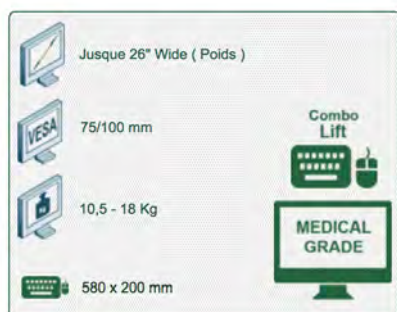 Jusque 26" Wide ( Poids )
VESA
75/100 mm
Combo
Lift
10,5 - 18 Kg
MEDICAL
GRADE
580 x 200 mm